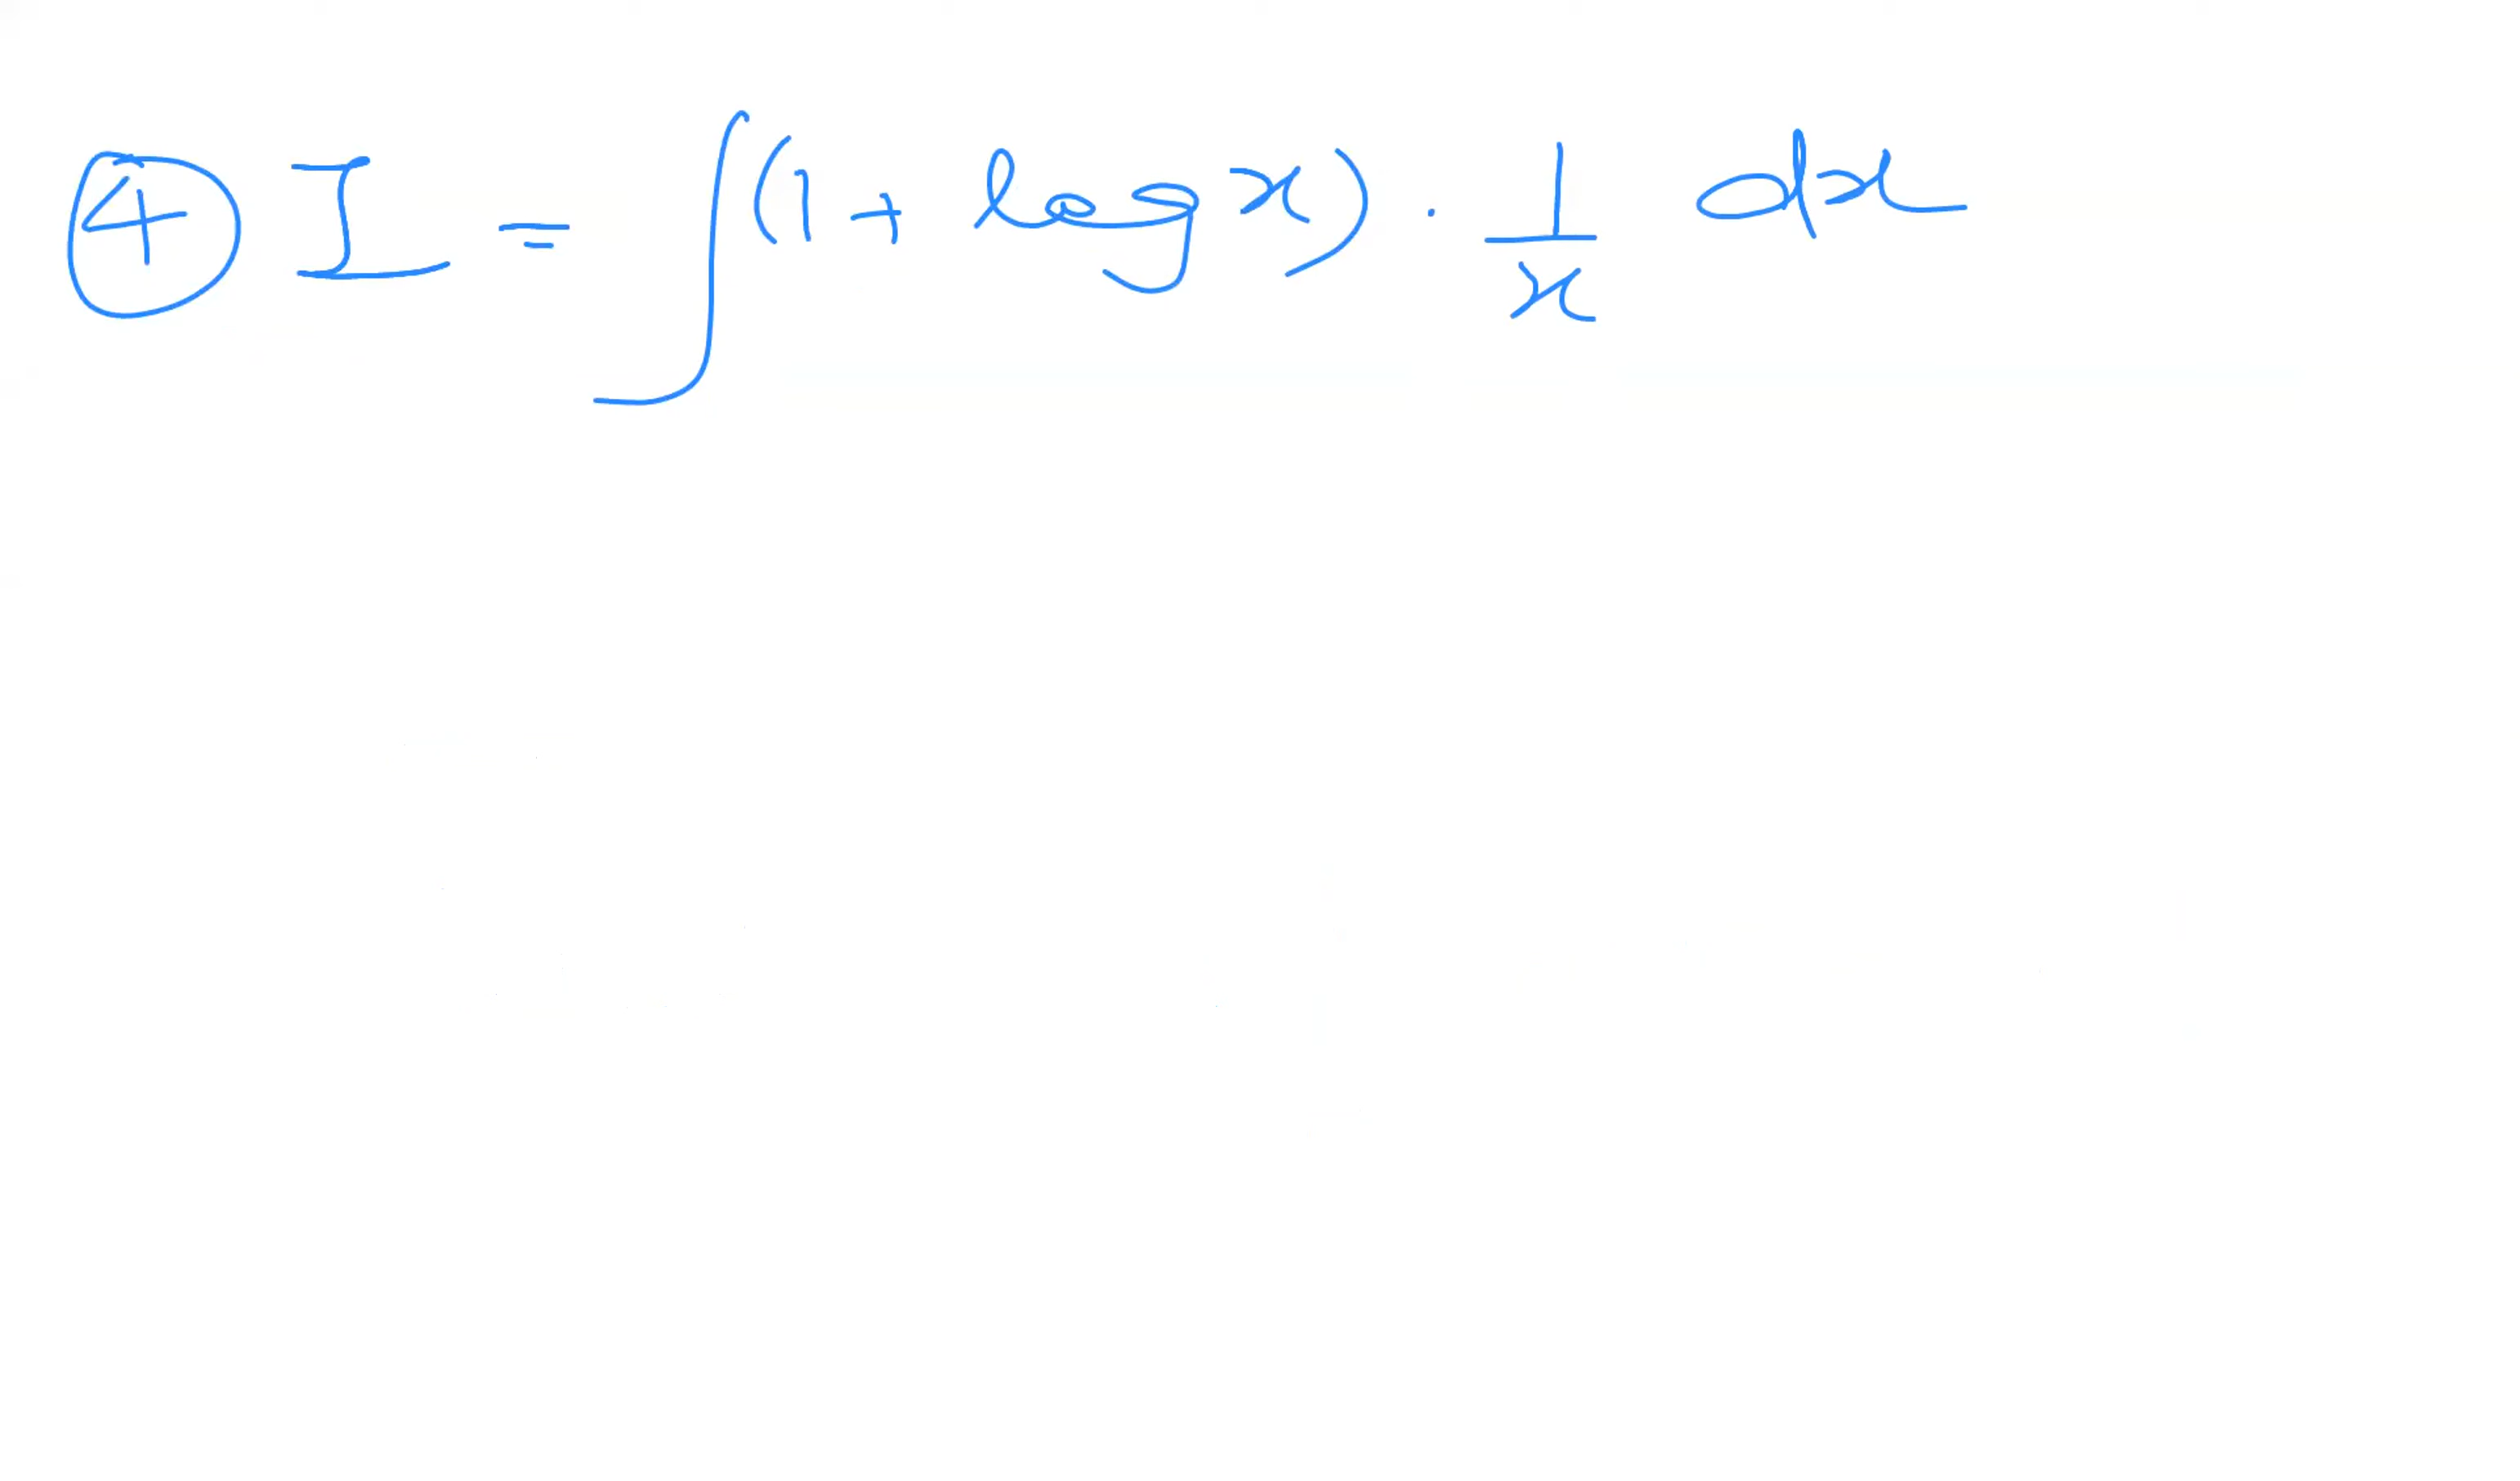 ④ I = ∫ (1 + log x) · 1/x dx